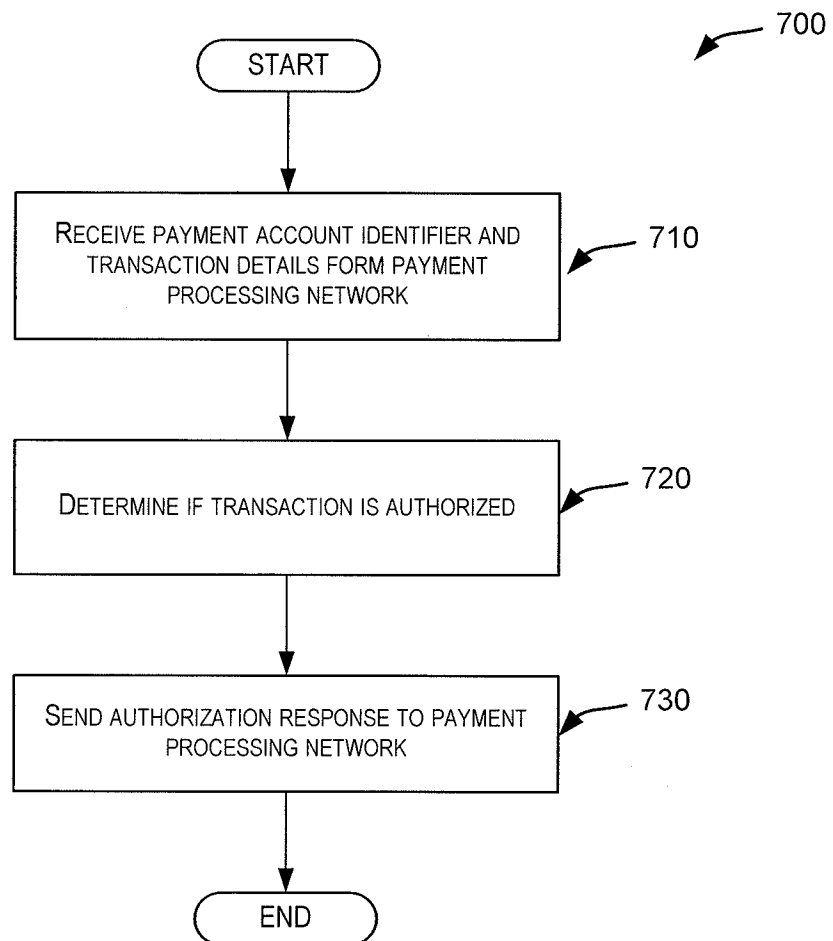 700
START
RECEIVE PAYMENT ACCOUNT IDENTIFIER AND
TRANSACTION DETAILS FORM PAYMENT
PROCESSING NETWORK
710
DETERMINE IF TRANSACTION IS AUTHORIZED
720
SEND AUTHORIZATION RESPONSE TO PAYMENT
PROCESSING NETWORK
730
END